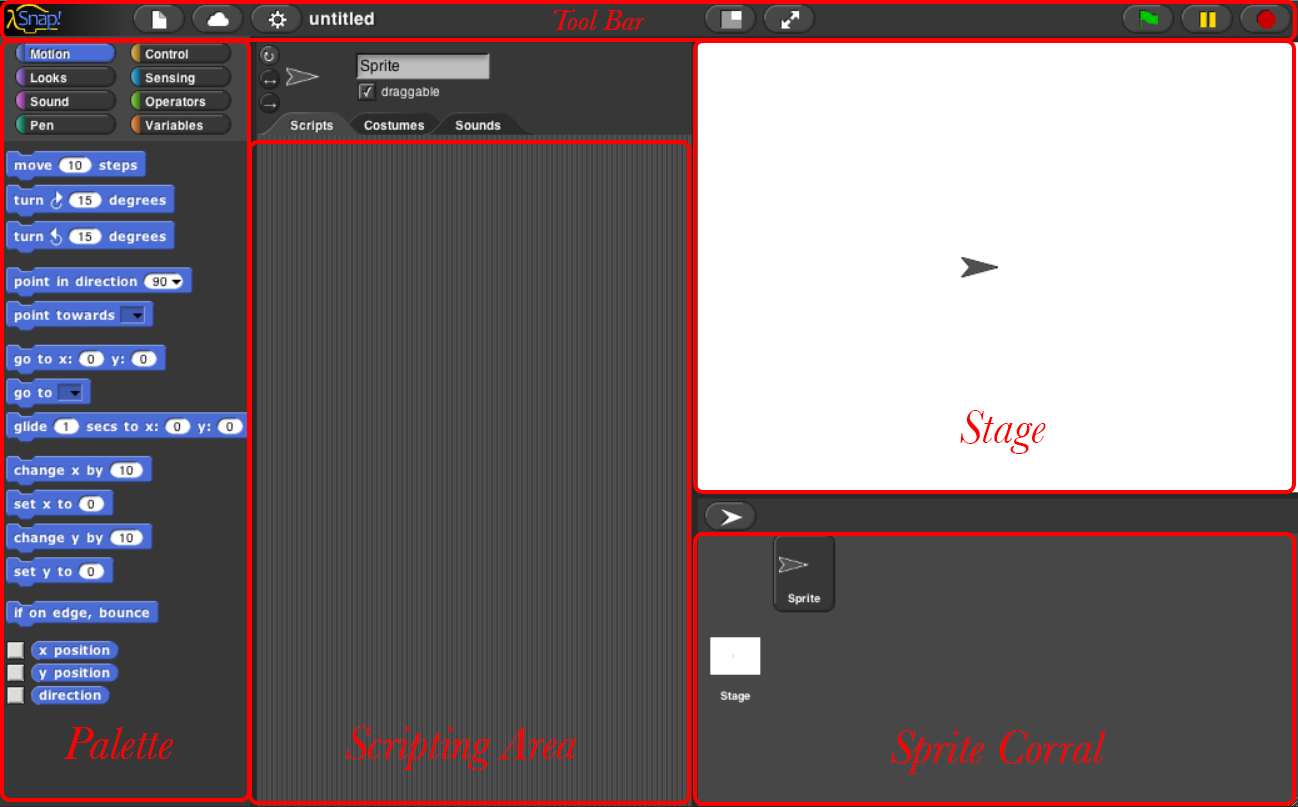 λSnap!
untitled
Tool Bar
Motion
Control
Looks
Sensing
Sound
Operators
Pen
Variables
move 10 steps
turn 15 degrees
turn 15 degrees
point in direction 90
point towards
go to x: 0 y: 0
go to
glide 1 secs to x: 0 y: 0
change x by 10
set x to 0
change y by 10
set y to 0
if on edge, bounce
x position
y position
direction
Palette
Sprite
draggable
Scripts Costumes Sounds
Scripting Area
Stage
Sprite
Stage
Sprite Corral